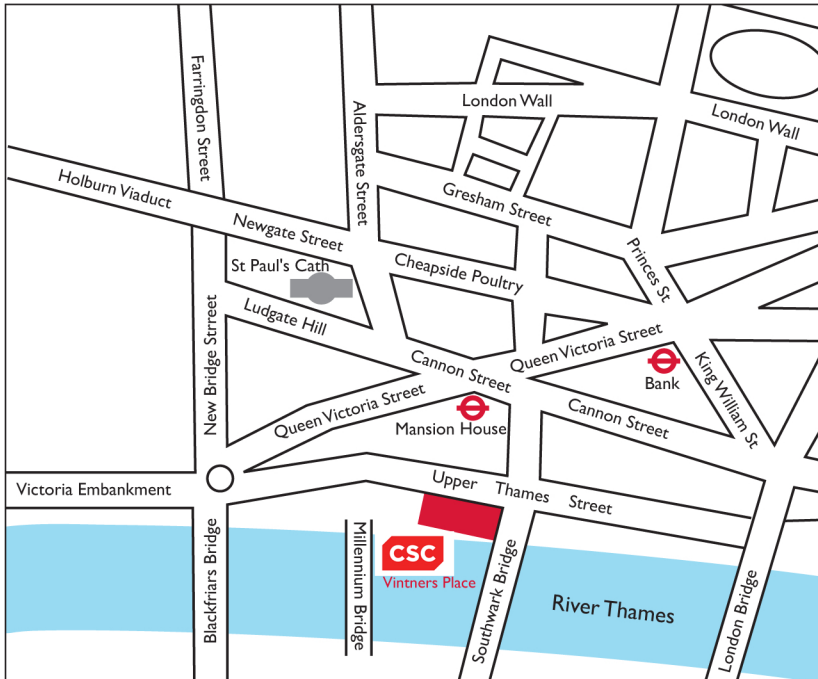 Farringdon Street
Aldersgate Street
London Wall
London Wall
Holburn Viaduct
Gresham Street
Newgate Street
Princes St
St Paul's Cath
Cheapside Poultry
Ludgate Hill
New Bridge Strreet
Queen Victoria Street
Cannon Street
Bank
King William St
Queen Victoria Street
Mansion House
Cannon Street
Victoria Embankment
Upper Thames Street
Blackfriars Bridge
Millennium Bridge
CSC
Vintners Place
Southwark Bridge
River Thames
London Bridge